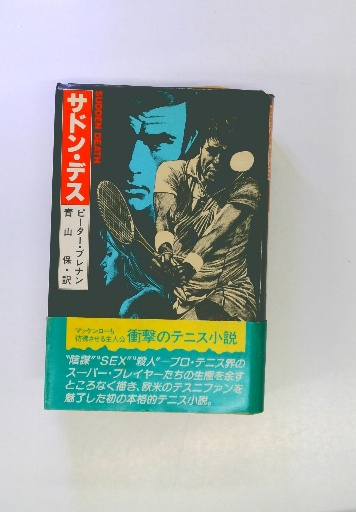 サドン・デス
SUDDEN DEATH
ピーター・ブレナン
青山 保・訳
マッケンローも
彷彿させる主人公
衝撃のテニス小説
"陰謀""SEX""殺人"—プロ・テニス界の
スーパー・プレイヤーたちの生態を余す
ところなく描き、欧米のテスニファンを
魅了した初の本格的テニス小説。